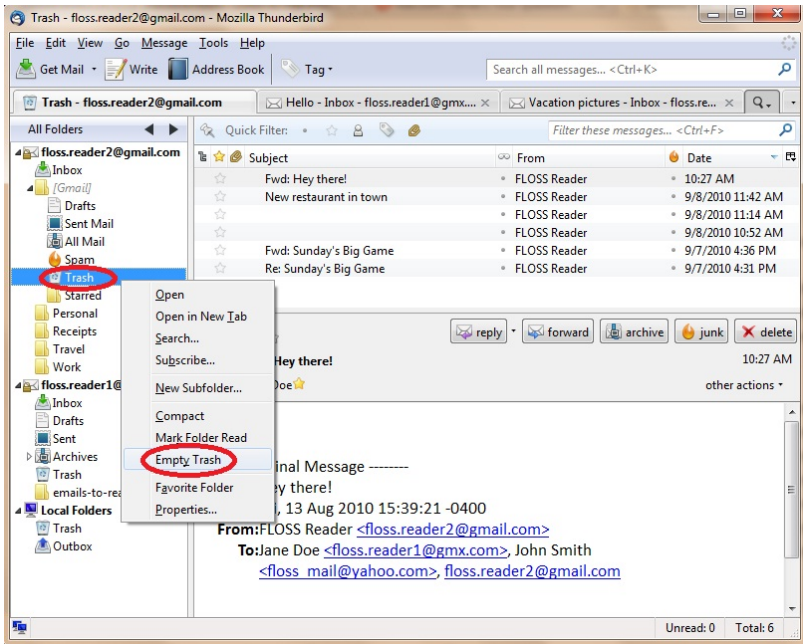 Trash - floss.reader2@gmail.com - Mozilla Thunderbird
File Edit View Go Message Tools Help
Get Mail Write Address Book Tag Search all messages... <Ctrl+K>
Trash - floss.reader2@gmail.com Hello - Inbox - floss.reader1@gmx.... Vacation pictures - Inbox - floss.re...
All Folders Quick Filter: Filter these messages... <Ctrl+F>
Subject From Date
Fwd: Hey there! FLOSS Reader 10:27 AM
New restaurant in town FLOSS Reader 9/8/2010 11:42 AM
FLOSS Reader 9/8/2010 11:14 AM
FLOSS Reader 9/8/2010 10:52 AM
Fwd: Sunday's Big Game FLOSS Reader 9/7/2010 4:36 PM
Re: Sunday's Big Game FLOSS Reader 9/7/2010 4:31 PM
floss.reader2@gmail.com
Inbox
[Gmail]
Drafts
Sent Mail
All Mail
Spam
Trash
Starred
Personal
Receipts
Travel
Work
floss.reader1@
Inbox
Drafts
Sent
Archives
Trash
emails-to-rea
Local Folders
Trash
Outbox
Open
Open in New Tab
Search...
Subscribe...
New Subfolder...
Compact
Mark Folder Read
Empty Trash
Favorite Folder
Properties...
reply forward archive junk delete
Hey there! 10:27 AM
Doe other actions
inal Message --------
ey there!
, 13 Aug 2010 15:39:21 -0400
From:FLOSS Reader <floss.reader2@gmail.com>
To:Jane Doe <floss.reader1@gmx.com>, John Smith
<floss_mail@yahoo.com>, floss.reader2@gmail.com
Unread: 0 Total: 6